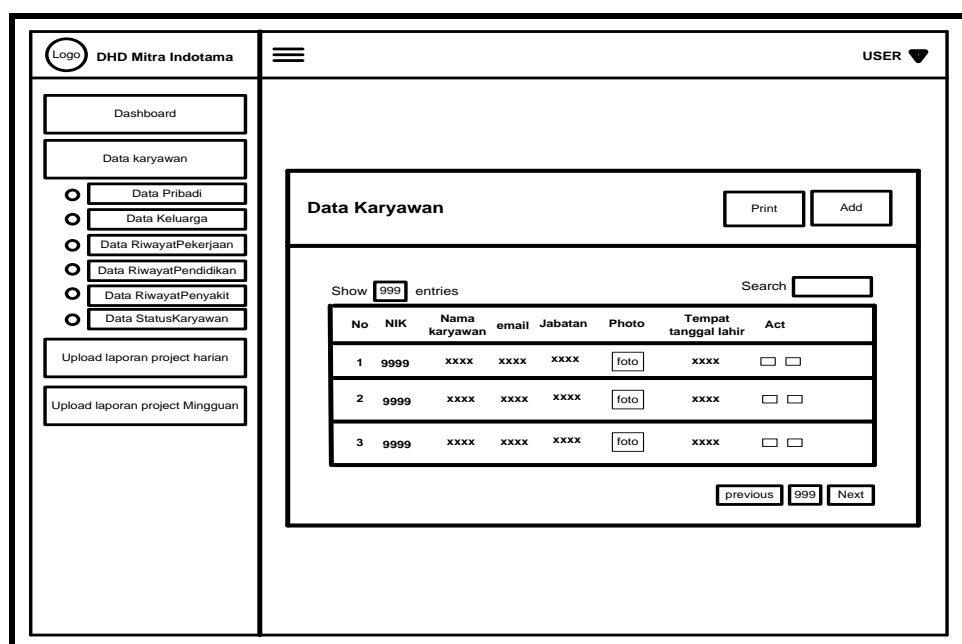 Logo DHD Mitra Indotama
USER
Dashboard
Data karyawan
Data Pribadi
Data Keluarga
Data RiwayatPekerjaan
Data RiwayatPendidikan
Data RiwayatPenyakit
Data StatusKaryawan
Upload laporan project harian
Upload laporan project Mingguan
Data Karyawan
Print
Add
Show 999 entries
Search
No NIK Nama karyawan email Jabatan Photo Tempat tanggal lahir Act
1 9999 xxxx xxxx xxxx foto xxxx
2 9999 xxxx xxxx xxxx foto xxxx
3 9999 xxxx xxxx xxxx foto xxxx
previous 999 Next